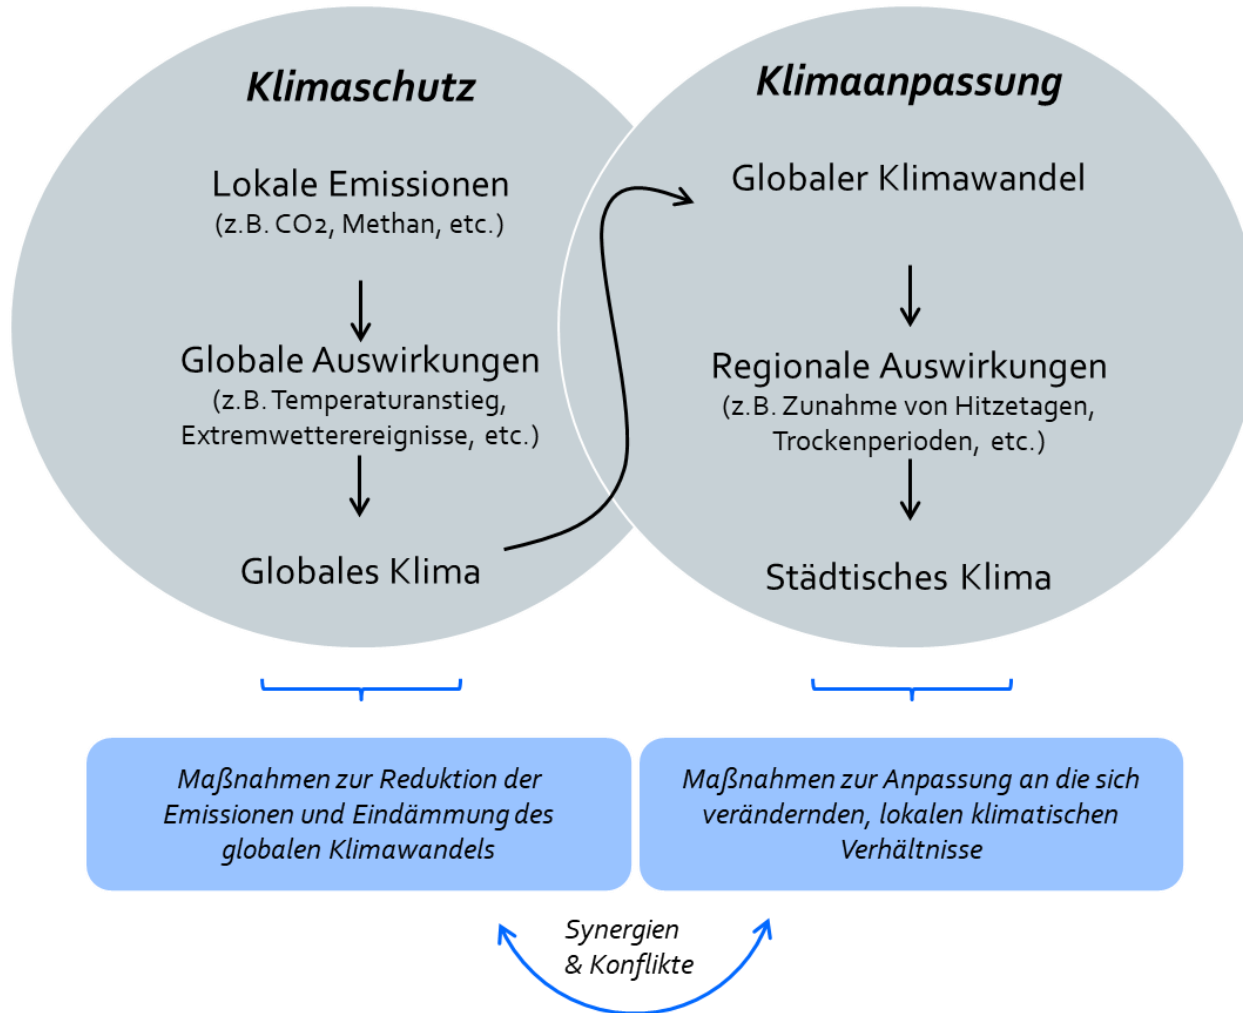 Klimaschutz
Lokale Emissionen
(z.B. CO2, Methan, etc.)
Globale Auswirkungen
(z.B. Temperaturanstieg,
Extremwetterereignisse, etc.)
Globales Klima
Klimaanpassung
Globaler Klimawandel
Regionale Auswirkungen
(z.B. Zunahme von Hitzetagen,
Trockenperioden, etc.)
Städtisches Klima
Maßnahmen zur Reduktion der
Emissionen und Eindämmung des
globalen Klimawandels
Maßnahmen zur Anpassung an die sich
verändernden, lokalen klimatischen
Verhältnisse
Synergien
& Konflikte